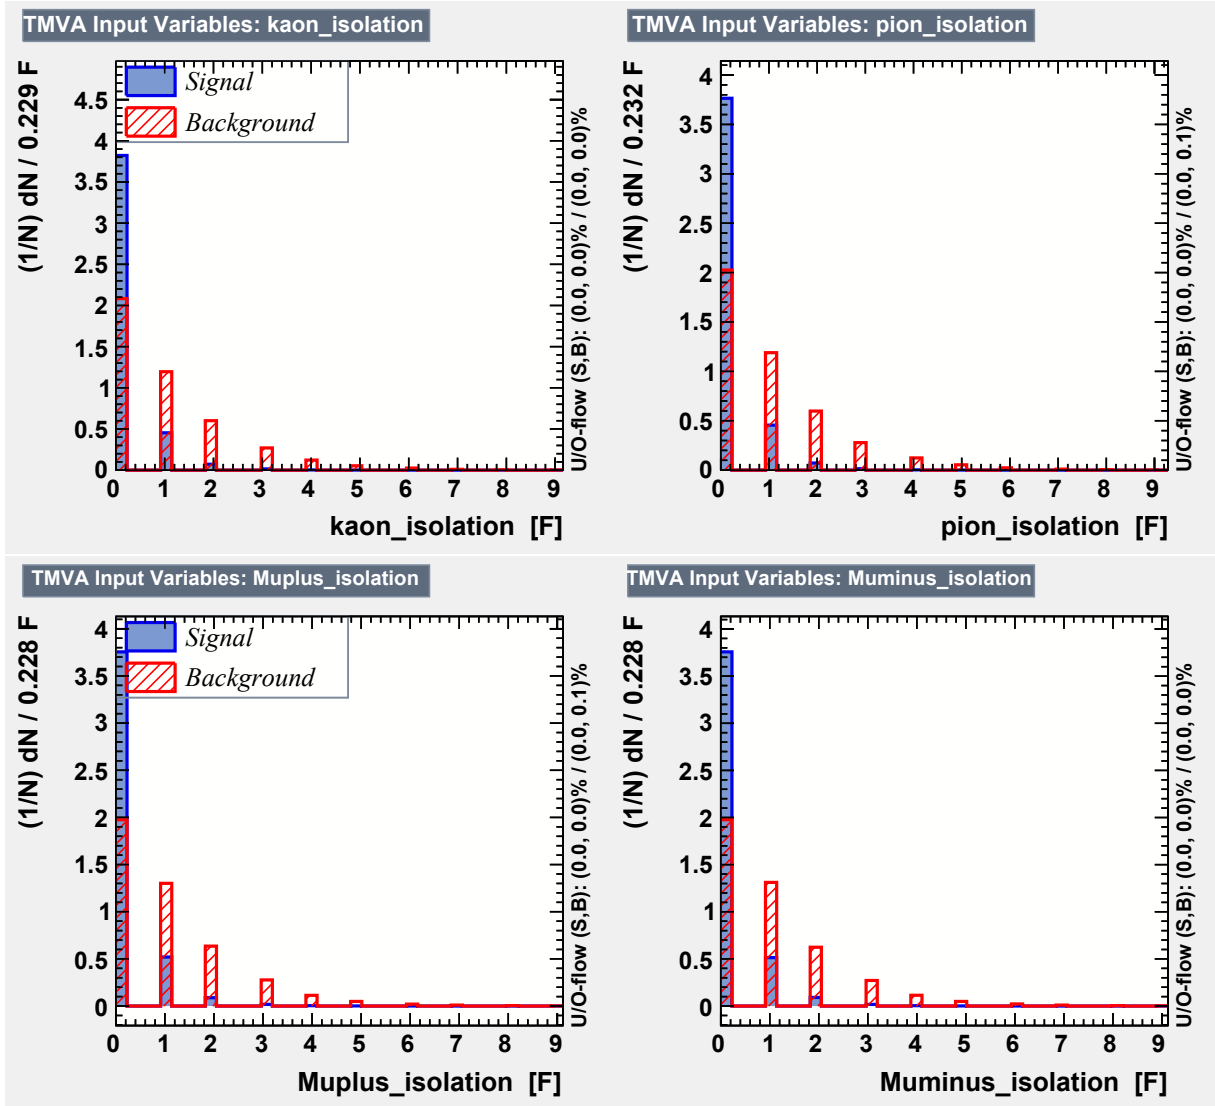 TMVA Input Variables: kaon_isolation
(1/N) dN / 0.229 F
Signal
Background
4.5
4
3.5
3
2.5
2
1.5
1
0.5
0
0 1 2 3 4 5 6 7 8 9
kaon_isolation [F]
U/O-flow (S,B): (0.0, 0.0)% / (0.0, 0.0)%
TMVA Input Variables: pion_isolation
(1/N) dN / 0.232 F
4
3.5
3
2.5
2
1.5
1
0.5
0
0 1 2 3 4 5 6 7 8 9
pion_isolation [F]
U/O-flow (S,B): (0.0, 0.0)% / (0.0, 0.1)%
TMVA Input Variables: Muplus_isolation
(1/N) dN / 0.228 F
Signal
Background
4
3.5
3
2.5
2
1.5
1
0.5
0
0 1 2 3 4 5 6 7 8 9
Muplus_isolation [F]
U/O-flow (S,B): (0.0, 0.0)% / (0.0, 0.1)%
TMVA Input Variables: Muminus_isolation
(1/N) dN / 0.228 F
4
3.5
3
2.5
2
1.5
1
0.5
0
0 1 2 3 4 5 6 7 8 9
Muminus_isolation [F]
U/O-flow (S,B): (0.0, 0.0)% / (0.0, 0.0)%